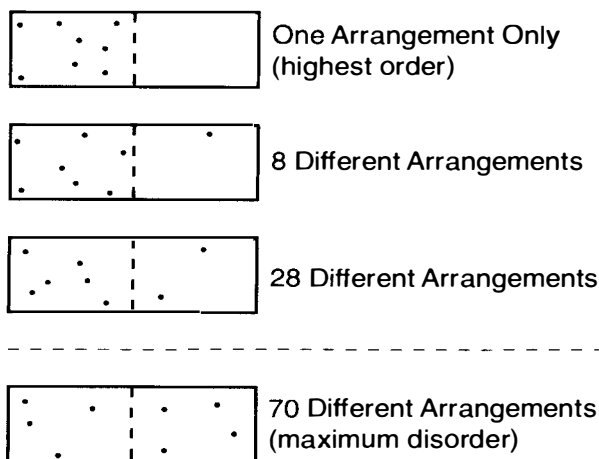 One Arrangement Only
(highest order)
8 Different Arrangements
28 Different Arrangements
70 Different Arrangements
(maximum disorder)